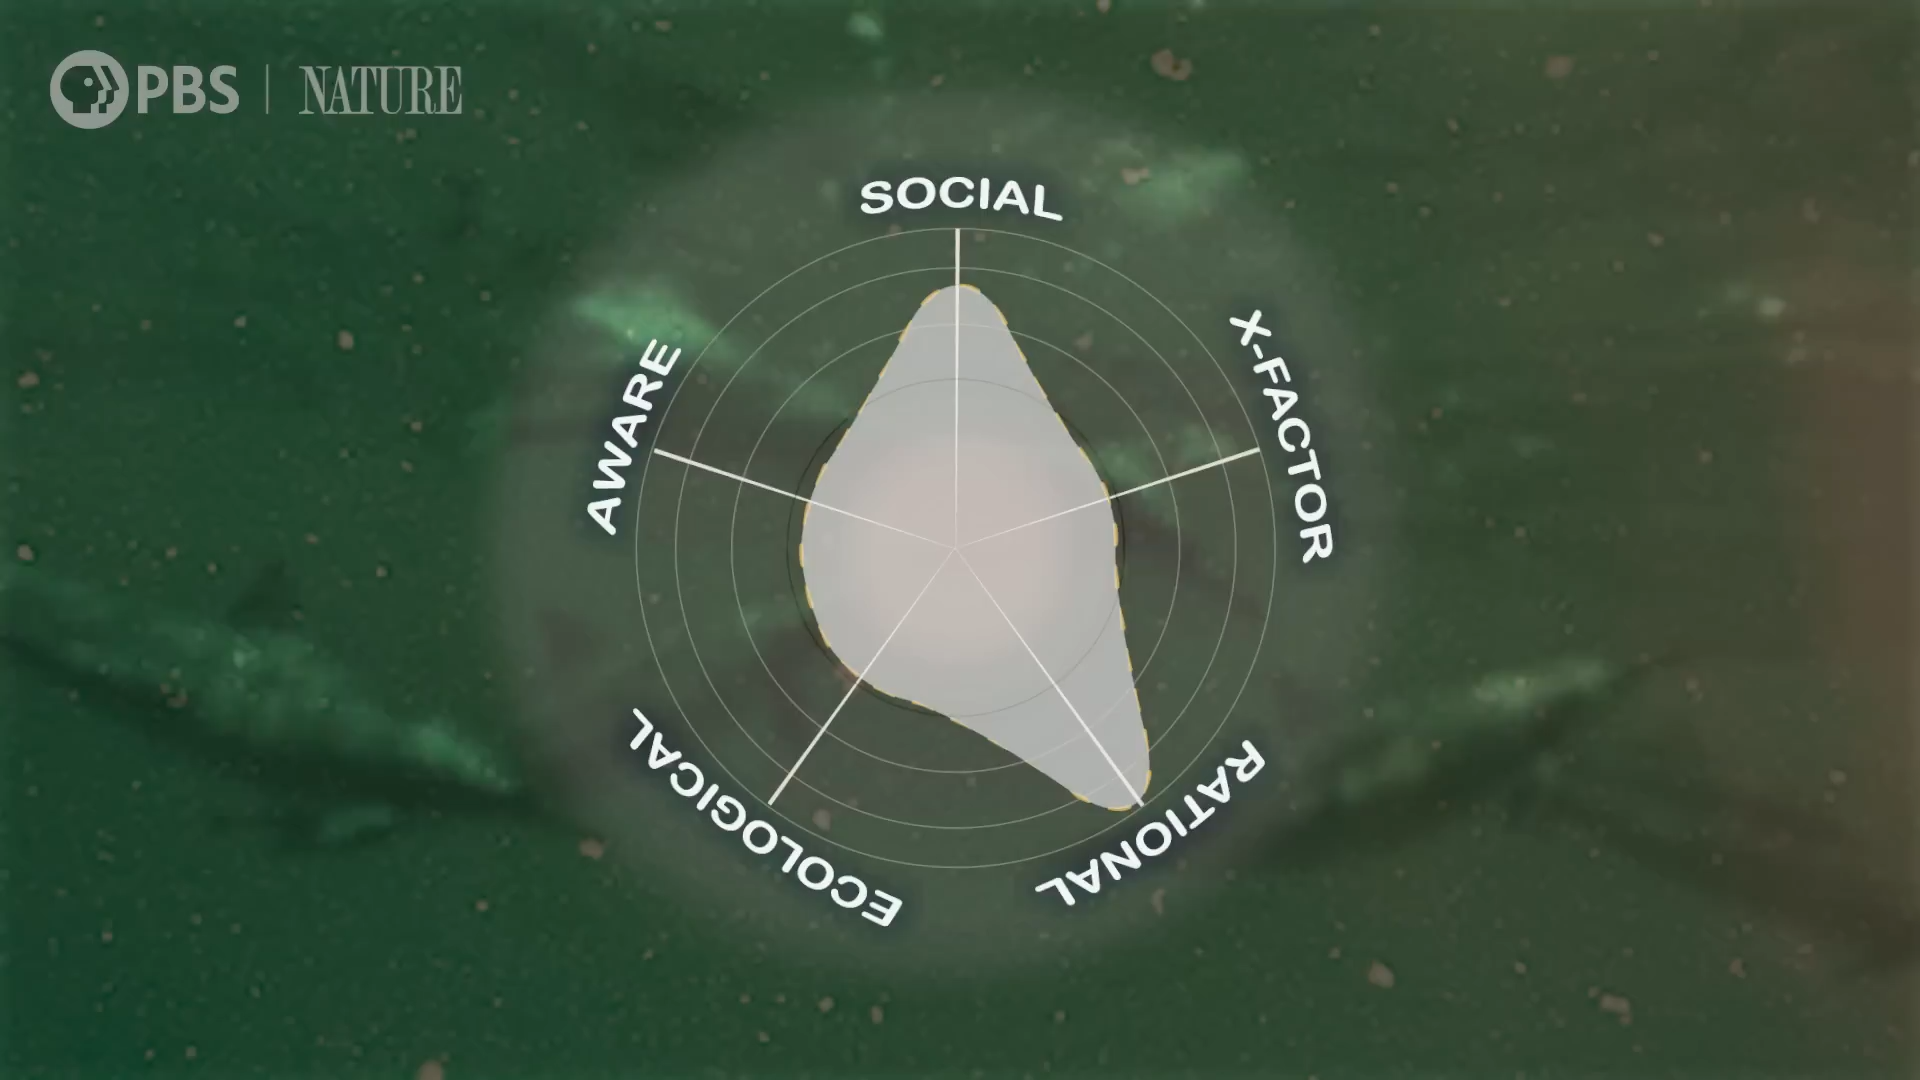 PBS | NATURE
SOCIAL
X-FACTOR
AWARE
ECOLOGICAL
RATIONAL